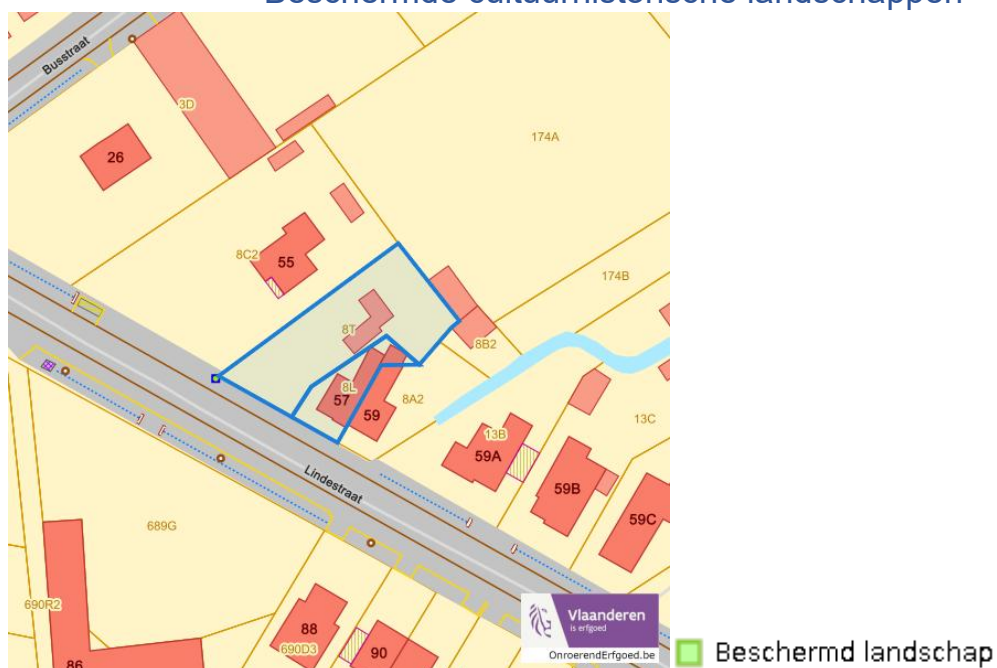 Beschermde cultuurhistorische landschappen
Busstraat
3D
174A
26
8C2
55
174B
8T
8B2
8L
57
59
8A2
13B
13C
59A
59B
59C
Lindestraat
689G
690R2
88
690D3
90
86
Vlaanderen
is erfgoed
OnroerendErfgoed.be
Beschermd landschap